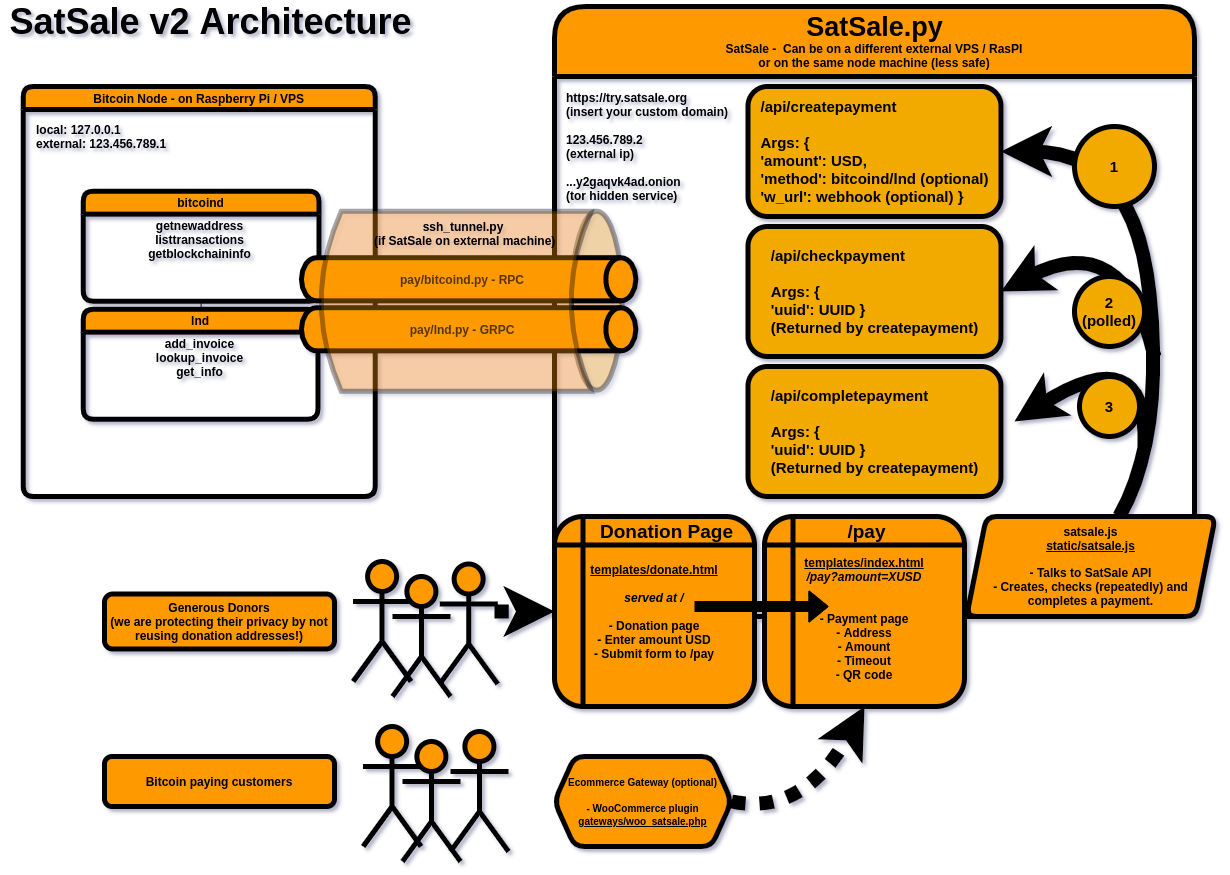 SatSale v2 Architecture
SatSale.py
SatSale -  Can be on a different external VPS / RasPI
or on the same node machine (less safe)
Bitcoin Node - on Raspberry Pi / VPS
local: 127.0.0.1
external: 123.456.789.1
bitcoind
getnewaddress
listtransactions
getblockchaininfo
lnd
add_invoice
lookup_invoice
get_info
ssh_tunnel.py
(if SatSale on external machine)
pay/bitcoind.py - RPC
pay/lnd.py - GRPC
https://try.satsale.org
(insert your custom domain)
123.456.789.2
(external ip)
...y2gaqvk4ad.onion
(tor hidden service)
/api/createpayment
Args: {
'amount': USD,
'method': bitcoind/lnd (optional)
'w_url': webhook (optional) }
1
/api/checkpayment
Args: {
'uuid': UUID }
(Returned by createpayment)
2
(polled)
/api/completepayment
Args: {
'uuid': UUID }
(Returned by createpayment)
3
Donation Page
templates/donate.html
served at /
- Donation page
- Enter amount USD
- Submit form to /pay
/pay
templates/index.html
/pay?amount=XUSD
- Payment page
- Address
- Amount
- Timeout
- QR code
satsale.js
static/satsale.js
- Talks to SatSale API
- Creates, checks (repeatedly) and
completes a payment.
Generous Donors
(we are protecting their privacy by not
reusing donation addresses!)
Bitcoin paying customers
Ecommerce Gateway (optional)
- WooCommerce plugin
gateways/woo_satsale.php